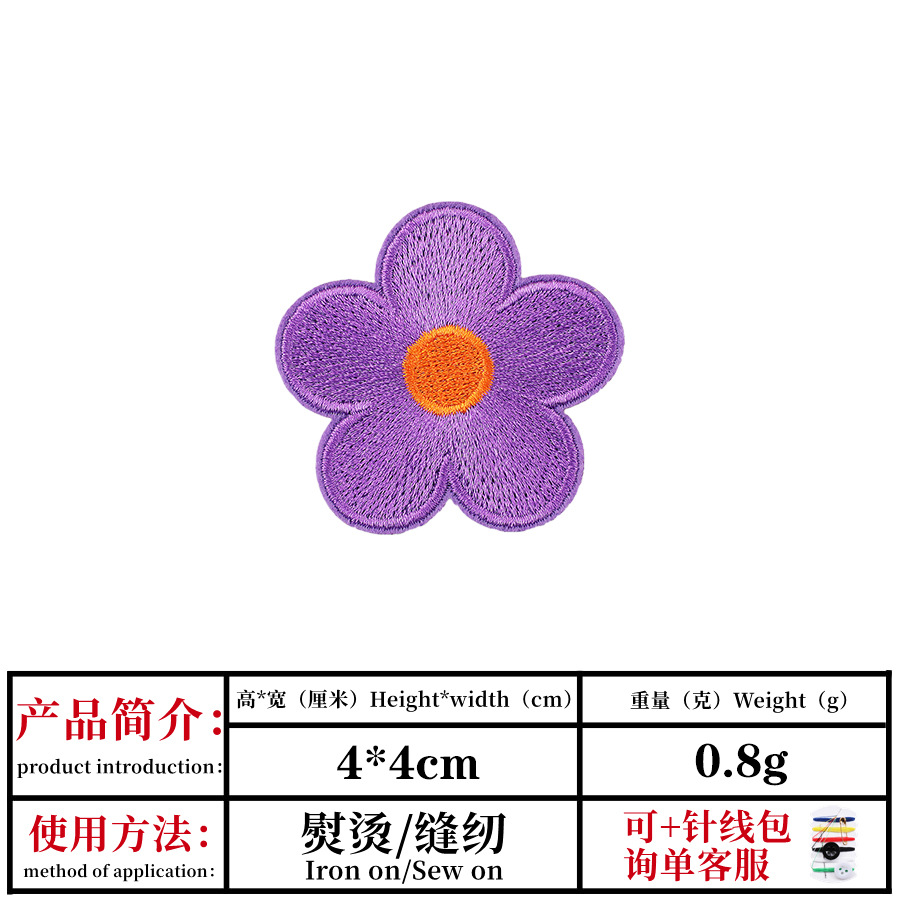 产品简介：
product introduction:
高*宽（厘米）Height*width（cm）
重量（克）Weight（g）
4*4cm
0.8g
使用方法：
method of application:
熨烫/缝纫
Iron on/Sew on
可+针线包
询单客服